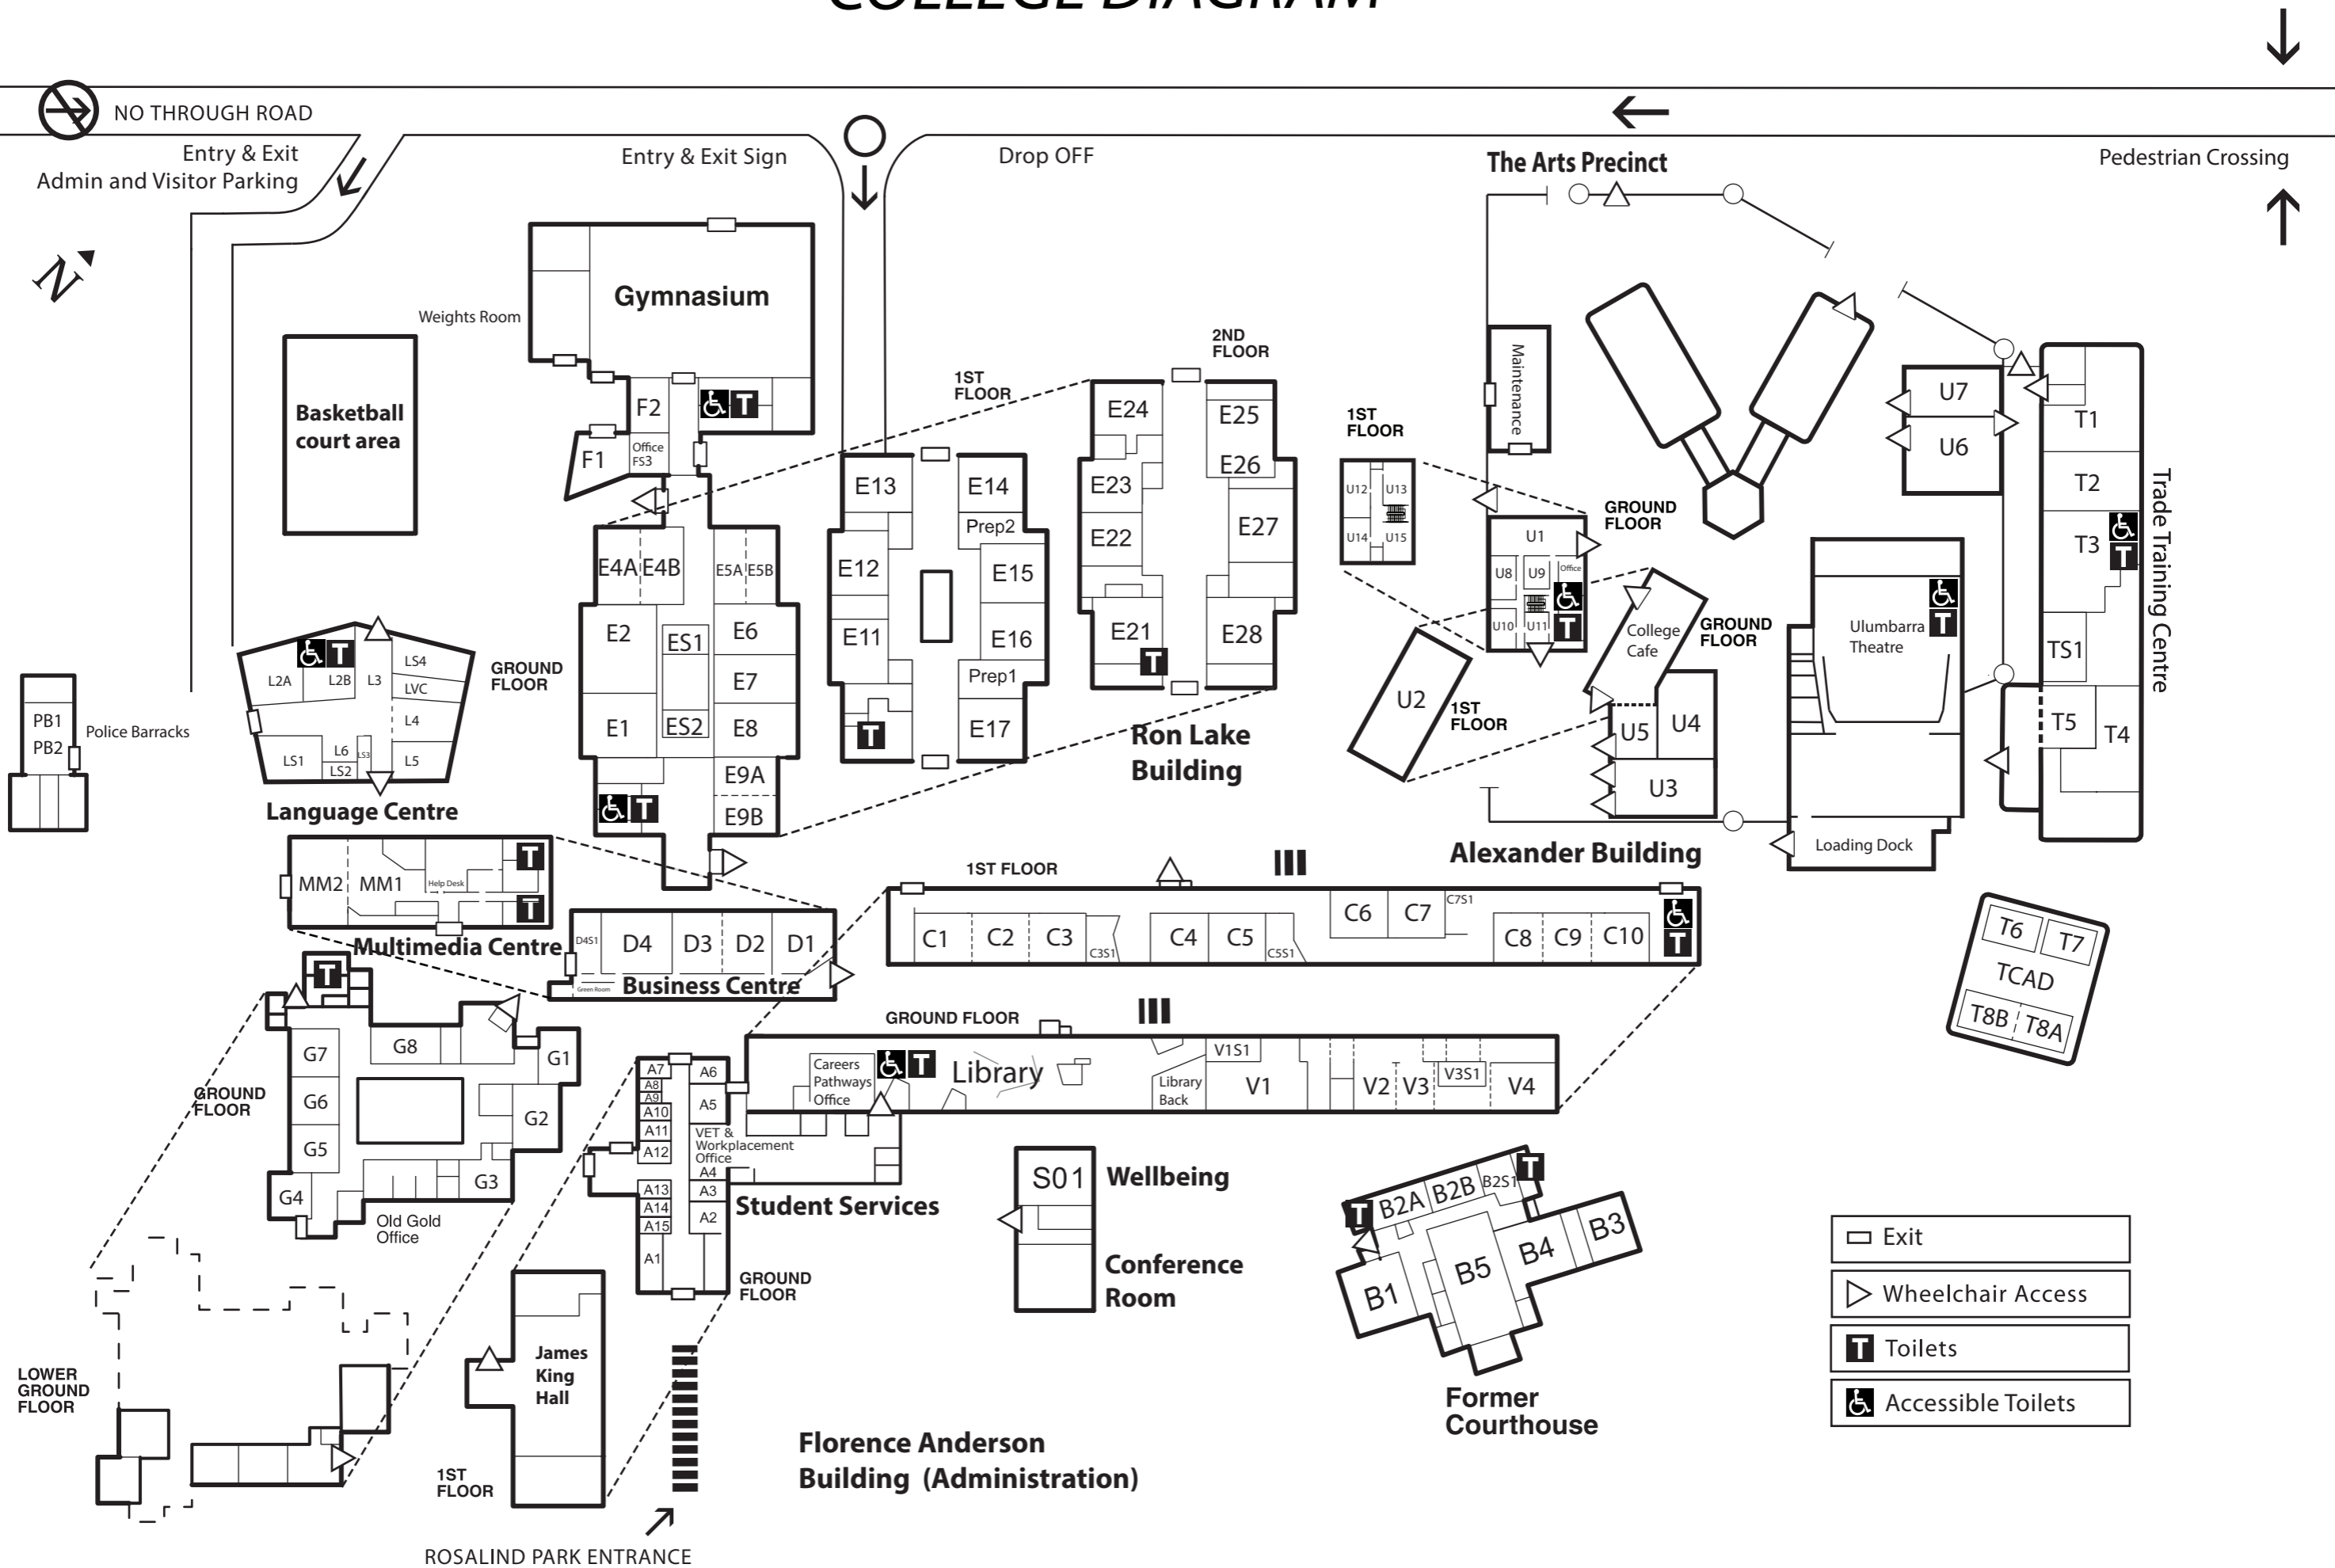 COLLEGE DIAGRAM
NO THROUGH ROAD
Entry & Exit
Admin and Visitor Parking
Entry & Exit Sign
Drop OFF
The Arts Precinct
Pedestrian Crossing
N
Gymnasium
Weights Room
Basketball
court area
F2
T
F1
Office
FS3
1ST
FLOOR
2ND
FLOOR
E24
E25
E26
E23
E22
E27
E21
E28
T
E13
E14
Prep2
E12
E15
E11
E16
Prep1
E17
T
Ron Lake
Building
E4A
E4B
E5A
E5B
E2
ES1
E6
E7
E1
ES2
E8
E9A
E9B
T
GROUND
FLOOR
Maintenance
1ST
FLOOR
U12
U13
U14
U15
GROUND
FLOOR
U1
U8
U9
Office
U10
U11
T
College
Cafe
GROUND
FLOOR
U2
1ST
FLOOR
U5
U4
U3
Alexander Building
U7
U6
Ulumbarra
Theatre
T
Loading Dock
T1
T2
T3
T
TS1
T5
T4
Trade Training Centre
T6
T7
TCAD
T8B
T8A
PB1
PB2
Police Barracks
T
L2A
L2B
L3
LS4
LVC
L4
LS1
L6
LS3
LS2
L5
Language Centre
MM2
MM1
Help Desk
T
T
Multimedia Centre
D4S1
D4
D3
D2
D1
Green Room
Business Centre
1ST FLOOR
C1
C2
C3
C3S1
C4
C5
C5S1
C6
C7
C7S1
C8
C9
C10
T
GROUND FLOOR
Careers
Pathways
Office
T
Library
Library
Back
V1S1
V1
V2
V3
V3S1
V4
T
G7
G8
G1
G6
G2
G5
G3
G4
GROUND
FLOOR
Old Gold
Office
LOWER
GROUND
FLOOR
A7
A6
A8
A9
A10
A5
A11
A12
VET &
Workplacement
Office
A4
A13
A3
A14
A15
A2
A1
Student Services
GROUND
FLOOR
James
King
Hall
1ST
FLOOR
S01
Wellbeing
Conference
Room
T
B2A
B2B
B2S1
T
B1
B5
B4
B3
Former
Courthouse
Florence Anderson
Building (Administration)
ROSALIND PARK ENTRANCE
Exit
Wheelchair Access
T Toilets
Accessible Toilets